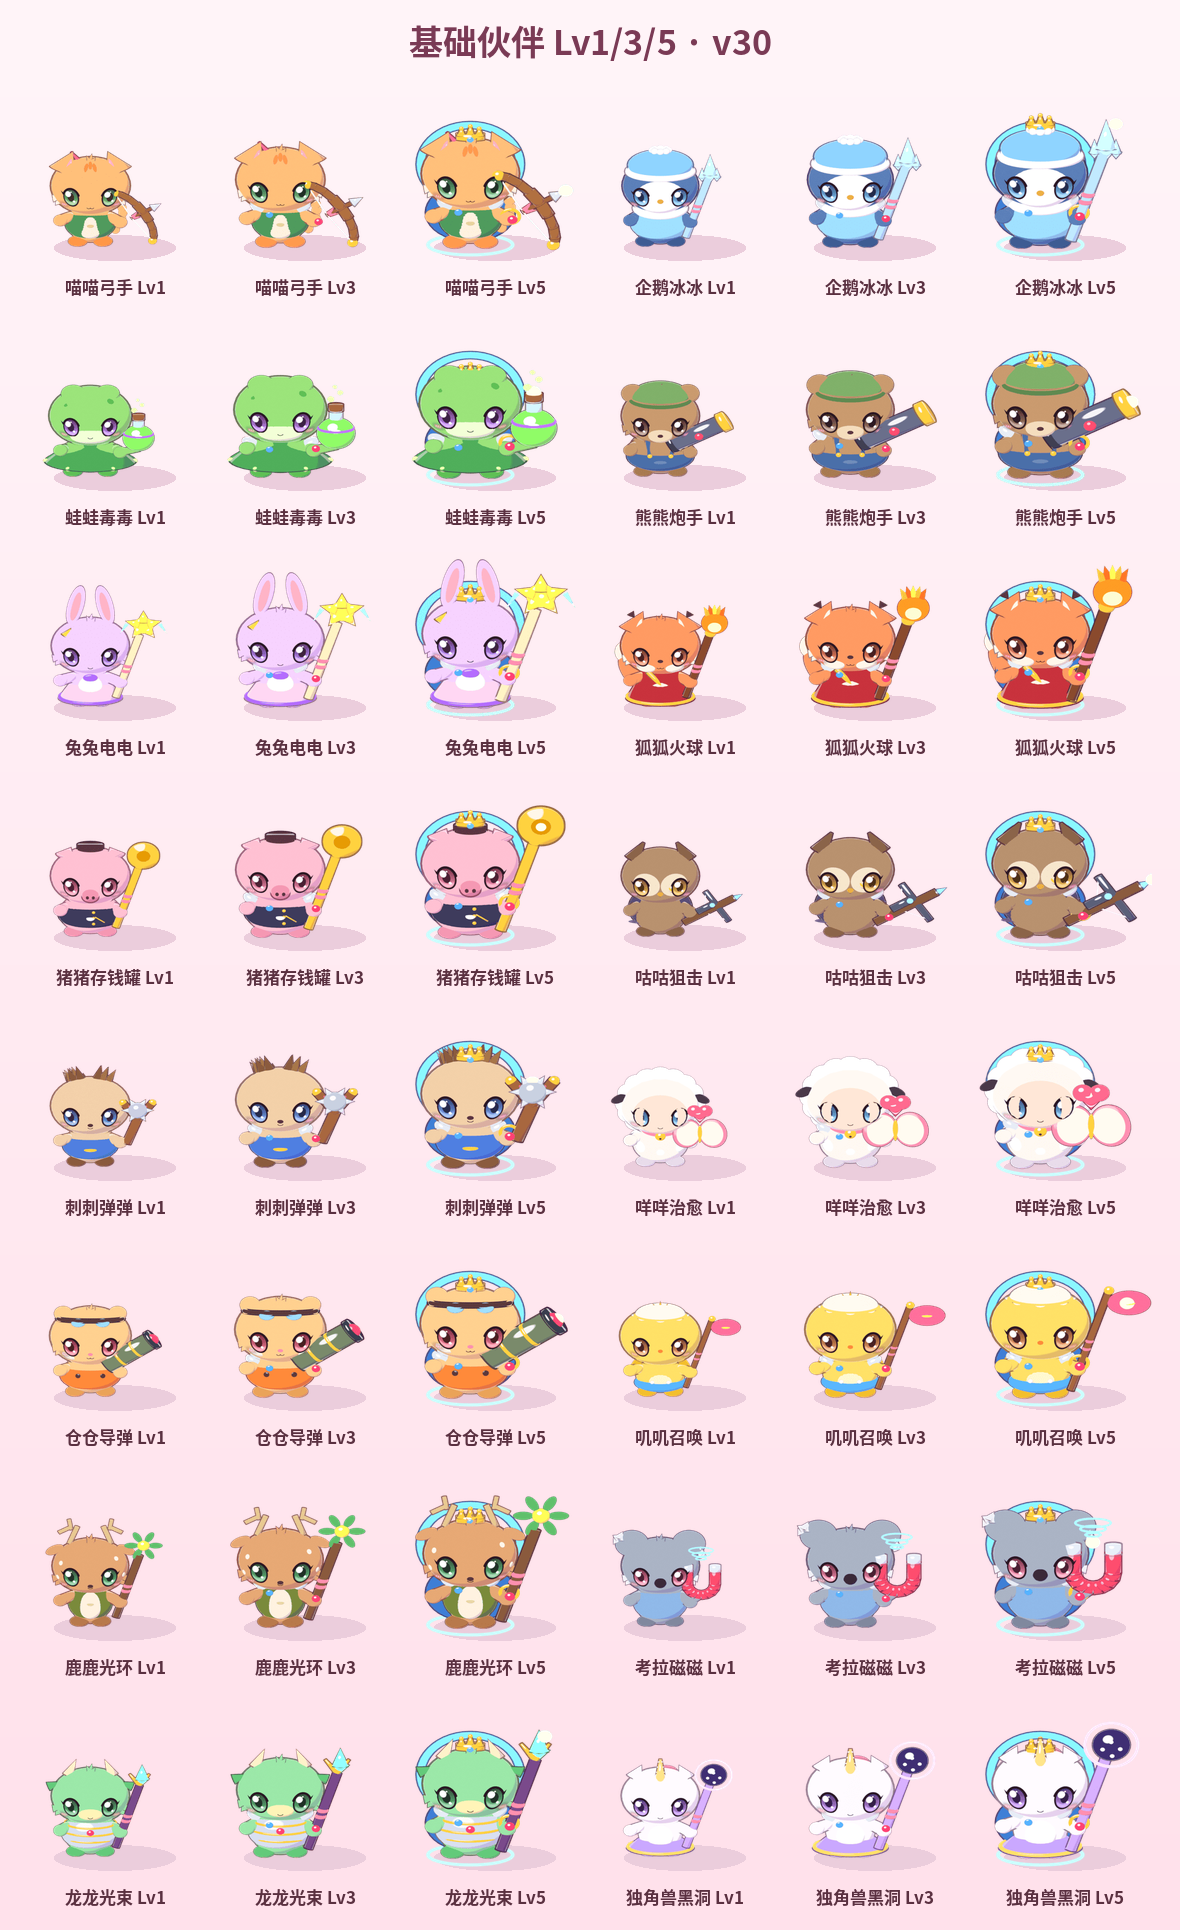 基础伙伴 Lv1/3/5 · v30
喵喵弓手 Lv1 喵喵弓手 Lv3 喵喵弓手 Lv5 企鹅冰冰 Lv1 企鹅冰冰 Lv3 企鹅冰冰 Lv5
蛙蛙毒毒 Lv1 蛙蛙毒毒 Lv3 蛙蛙毒毒 Lv5 熊熊炮手 Lv1 熊熊炮手 Lv3 熊熊炮手 Lv5
兔兔电电 Lv1 兔兔电电 Lv3 兔兔电电 Lv5 狐狐火球 Lv1 狐狐火球 Lv3 狐狐火球 Lv5
猪猪存钱罐 Lv1 猪猪存钱罐 Lv3 猪猪存钱罐 Lv5 咕咕狙击 Lv1 咕咕狙击 Lv3 咕咕狙击 Lv5
刺刺弹弹 Lv1 刺刺弹弹 Lv3 刺刺弹弹 Lv5 咩咩治愈 Lv1 咩咩治愈 Lv3 咩咩治愈 Lv5
仓仓导弹 Lv1 仓仓导弹 Lv3 仓仓导弹 Lv5 叽叽召唤 Lv1 叽叽召唤 Lv3 叽叽召唤 Lv5
鹿鹿光环 Lv1 鹿鹿光环 Lv3 鹿鹿光环 Lv5 考拉磁磁 Lv1 考拉磁磁 Lv3 考拉磁磁 Lv5
龙龙光束 Lv1 龙龙光束 Lv3 龙龙光束 Lv5 独角兽黑洞 Lv1 独角兽黑洞 Lv3 独角兽黑洞 Lv5